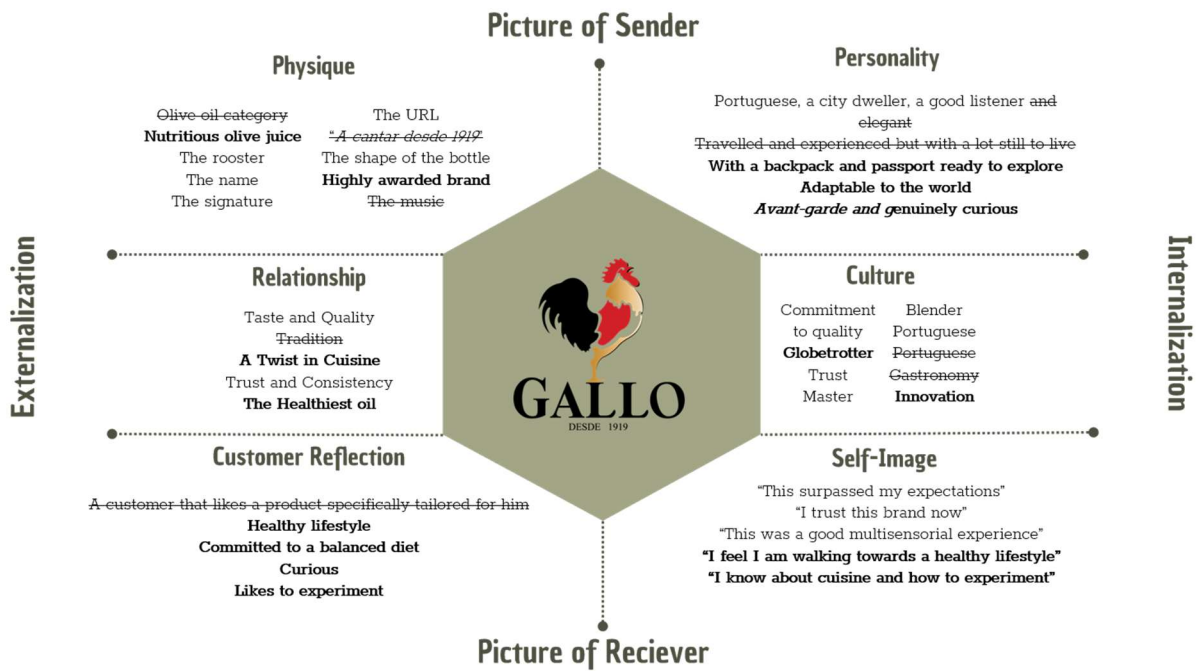 Picture of Sender
Physique
Olive oil category
Nutritious olive juice
The rooster
The name
The signature
The URL
"A cantar desde 1919"
The shape of the bottle
Highly awarded brand
The music
Personality
Portuguese, a city dweller, a good listener and
elegant
Travelled and experienced but with a lot still to live
With a backpack and passport ready to explore
Adaptable to the world
Avant-garde and genuinely curious
Externalization
Relationship
Taste and Quality
Tradition
A Twist in Cuisine
Trust and Consistency
The Healthiest oil
GALLO
DESDE 1919
Culture
Commitment
to quality
Globetrotter
Trust
Master
Blender
Portuguese
Portuguese
Gastronomy
Innovation
Internalization
Customer Reflection
A customer that likes a product specifically tailored for him
Healthy lifestyle
Committed to a balanced diet
Curious
Likes to experiment
Self-Image
"This surpassed my expectations"
"I trust this brand now"
"This was a good multisensorial experience"
"I feel I am walking towards a healthy lifestyle"
"I know about cuisine and how to experiment"
Picture of Reciever